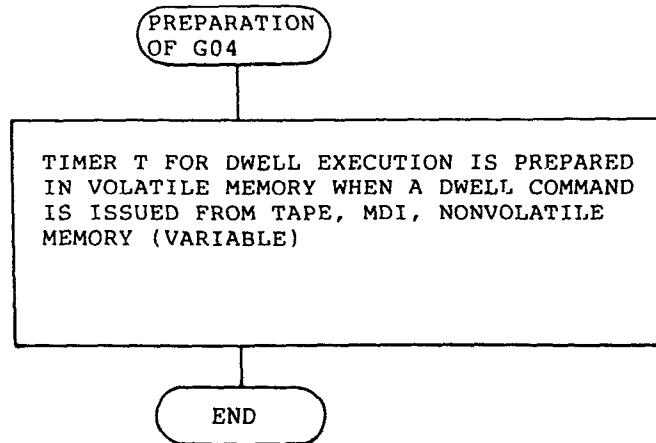 PREPARATION
OF G04
TIMER T FOR DWELL EXECUTION IS PREPARED
IN VOLATILE MEMORY WHEN A DWELL COMMAND
IS ISSUED FROM TAPE, MDI, NONVOLATILE
MEMORY (VARIABLE)
END